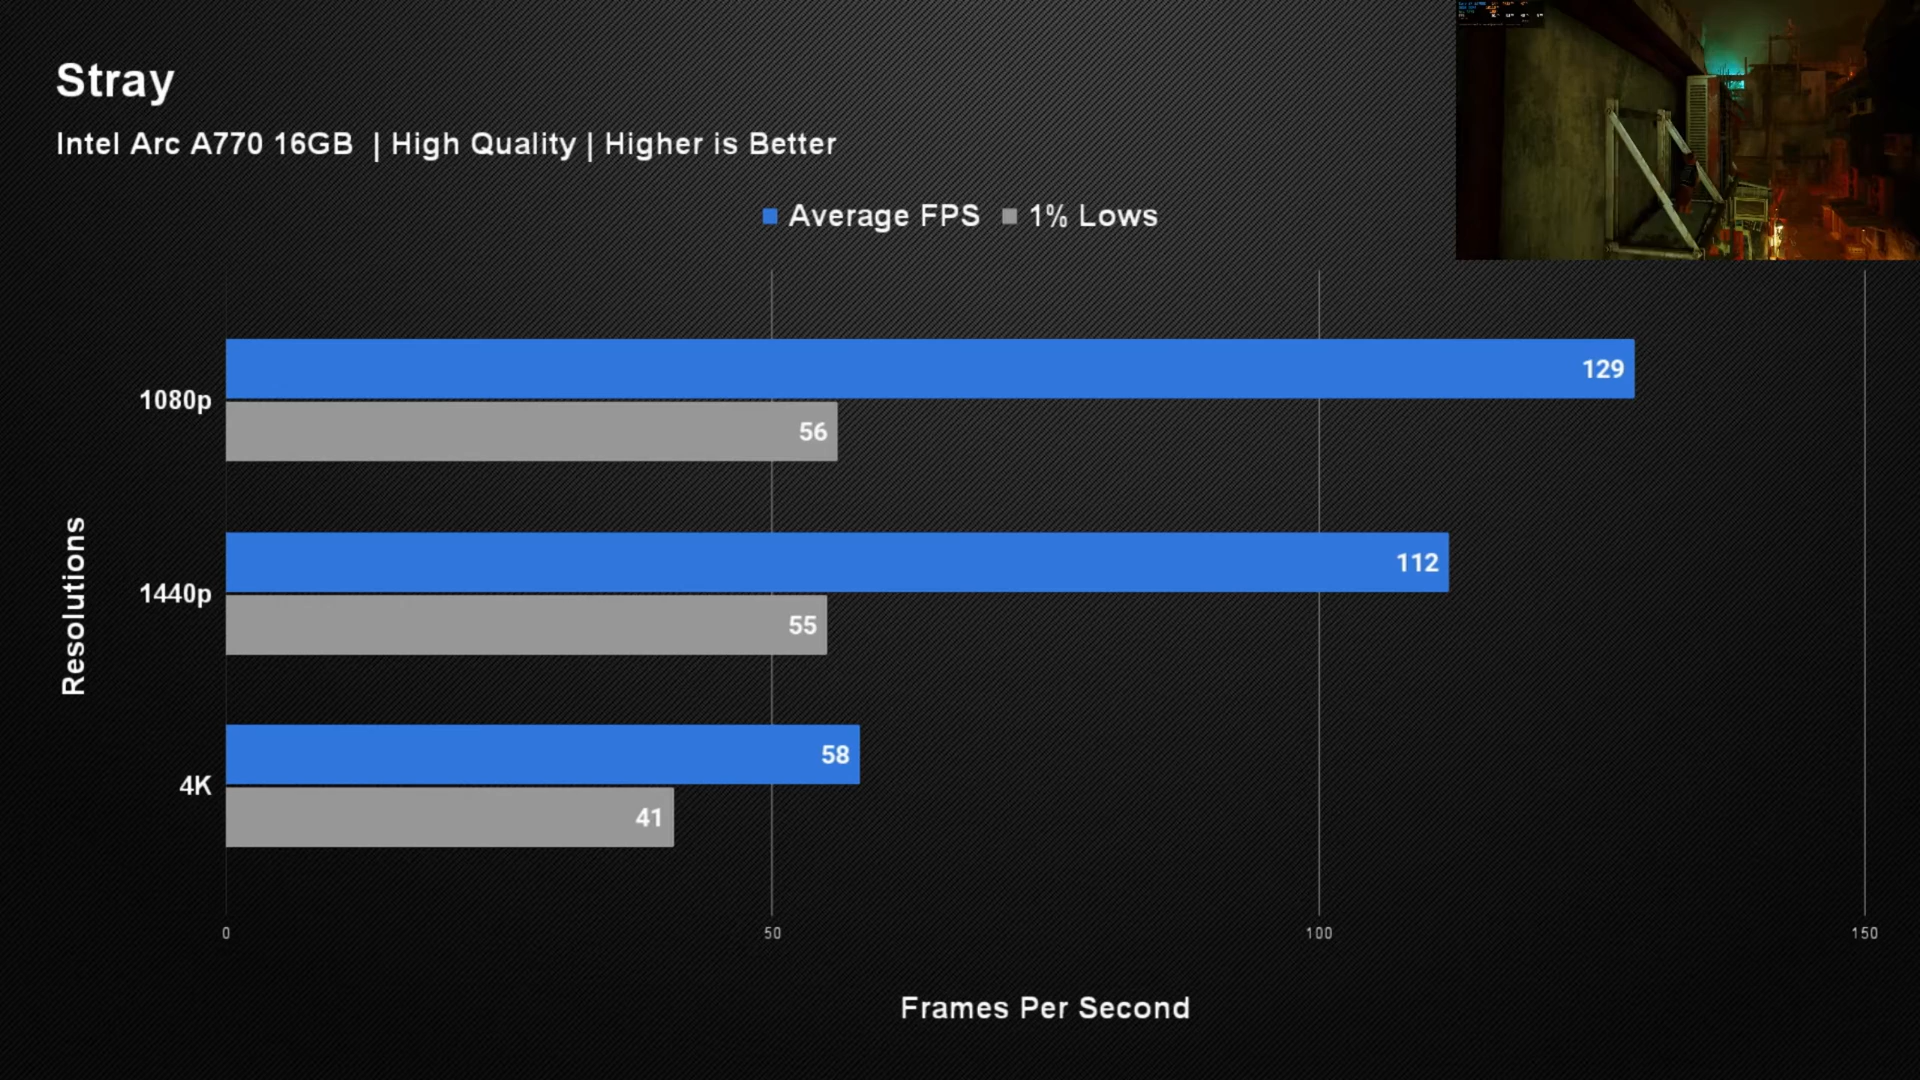 Stray
Intel Arc A770 16GB | High Quality | Higher is Better
Average FPS 1% Lows
129
1080p
56
112
1440p
55
58
4K
41
Resolutions
0 50 100 150
Frames Per Second